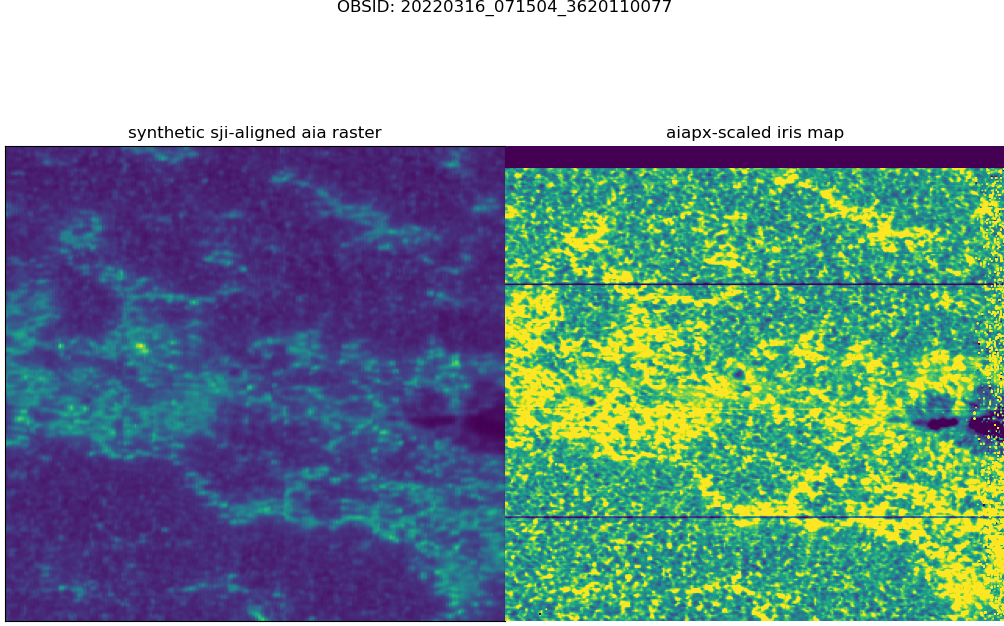 OBSID: 20220316_071504_3620110077
synthetic sji-aligned aia raster
aiapx-scaled iris map